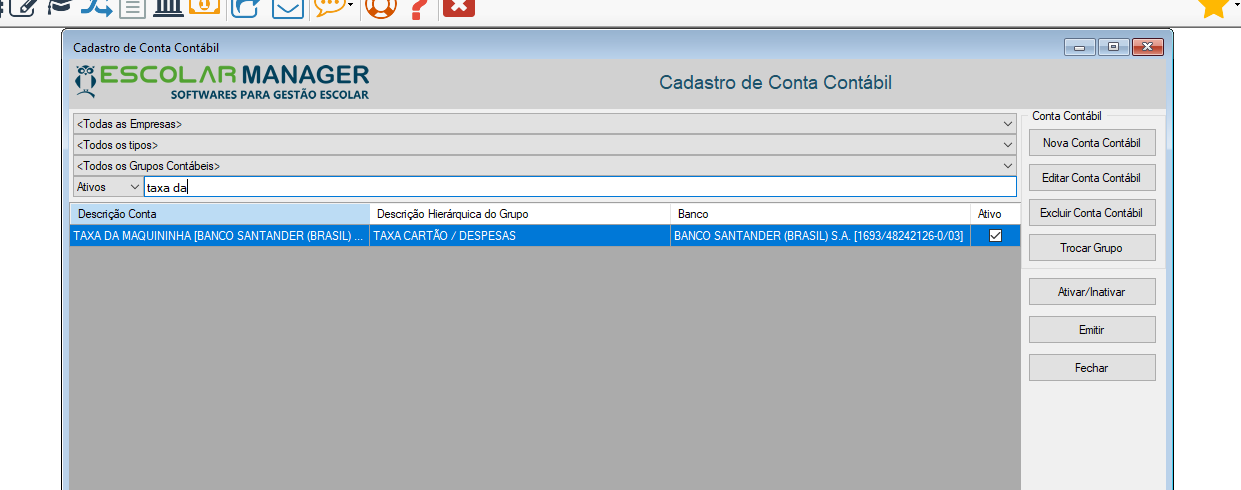 Cadastro de Conta Contábil
ESCOLAR MANAGER
SOFTWARES PARA GESTÃO ESCOLAR
Cadastro de Conta Contábil
<Todas as Empresas>
<Todos os tipos>
<Todos os Grupos Contábeis>
Ativos taxa da
Descrição Conta Descrição Hierárquica do Grupo Banco Ativo
TAXA DA MAQUININHA [BANCO SANTANDER (BRASIL) ... TAXA CARTÃO / DESPESAS BANCO SANTANDER (BRASIL) S.A. [1693/48242126-0/03]
Conta Contábil
Nova Conta Contábil
Editar Conta Contábil
Excluir Conta Contábil
Trocar Grupo
Ativar/Inativar
Emitir
Fechar